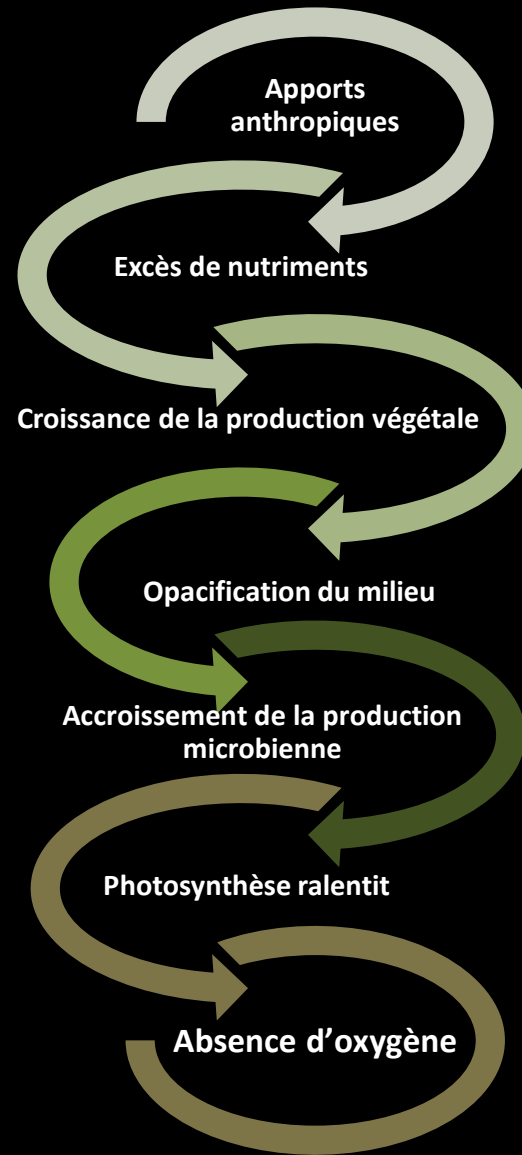 Apports
anthropiques
Excès de nutriments
Croissance de la production végétale
Opacification du milieu
Accroissement de la production
microbienne
Photosynthèse ralentit
Absence d’oxygène